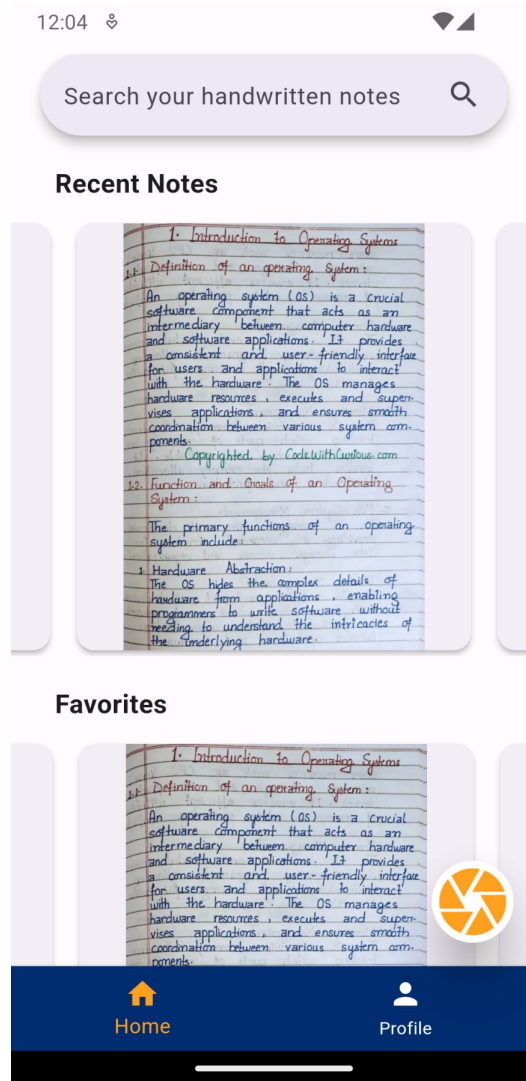 12:04
Search your handwritten notes
Recent Notes
1. Introduction to Operating Systems
1.1 Definition of an operating System :
An operating system (OS) is a crucial
software component that acts as an
intermediary between computer hardware
and software applications. It provides
a consistent and user-friendly interface
for users and applications to interact
with the hardware. The OS manages
hardware resources, executes and super-
vises applications, and ensures smooth
coordination between various system com-
ponents.
Copyrighted by CodeWithCurious.com
1.2. Function and Goals of an Operating
System :
The primary functions of an operating
system include:
1. Hardware Abstraction:
The OS hides the complex details of
hardware from applications, enabling
programmers to write software without
needing to understand the intricacies of
the underlying hardware.
Favorites
1. Introduction to Operating Systems
1.1 Definition of an operating System :
An operating system (OS) is a crucial
software component that acts as an
intermediary between computer hardware
and software applications. It provides
a consistent and user-friendly interface
for users and applications to interact
with the hardware. The OS manages
hardware resources, executes and super-
vises applications, and ensures smooth
coordination between various system com-
ponents.
Home
Profile